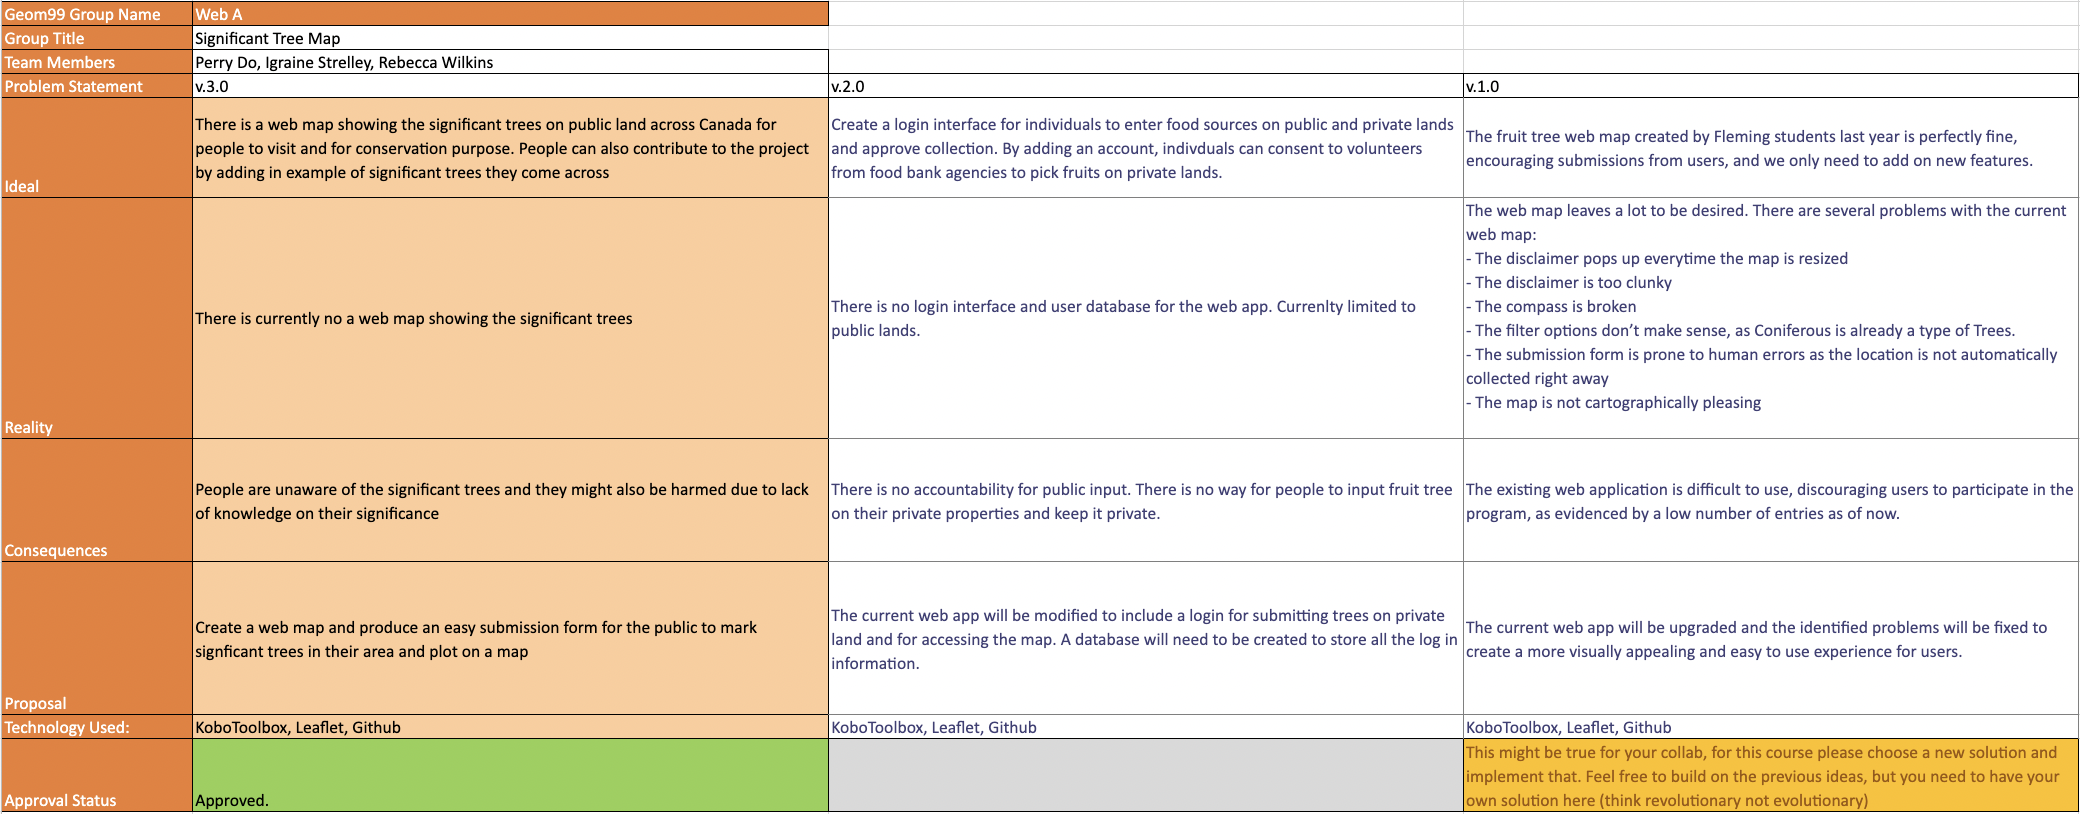 Geom99 Group Name
Web A
Group Title
Significant Tree Map
Team Members
Perry Do, Igraine Strelley, Rebecca Wilkins
Problem Statement
v.3.0
v.2.0
v.1.0
Ideal
There is a web map showing the significant trees on public land across Canada for
people to visit and for conservation purpose. People can also contribute to the project
by adding in example of significant trees they come across
Create a login interface for individuals to enter food sources on public and private lands
and approve collection. By adding an account, indivduals can consent to volunteers
from food bank agencies to pick fruits on private lands.
The fruit tree web map created by Fleming students last year is perfectly fine,
encouraging submissions from users, and we only need to add on new features.
Reality
There is currently no a web map showing the significant trees
There is no login interface and user database for the web app. Currenlty limited to
public lands.
The web map leaves a lot to be desired. There are several problems with the current
web map:
- The disclaimer pops up everytime the map is resized
- The disclaimer is too clunky
- The compass is broken
- The filter options don’t make sense, as Coniferous is already a type of Trees.
- The submission form is prone to human errors as the location is not automatically
collected right away
- The map is not cartographically pleasing
Consequences
People are unaware of the significant trees and they might also be harmed due to lack
of knowledge on their significance
There is no accountability for public input. There is no way for people to input fruit tree
on their private properties and keep it private.
The existing web application is difficult to use, discouraging users to participate in the
program, as evidenced by a low number of entries as of now.
Proposal
Create a web map and produce an easy submission form for the public to mark
signficant trees in their area and plot on a map
The current web app will be modified to include a login for submitting trees on private
land and for accessing the map. A database will need to be created to store all the log in
information.
The current web app will be upgraded and the identified problems will be fixed to
create a more visually appealing and easy to use experience for users.
Technology Used:
KoboToolbox, Leaflet, Github
KoboToolbox, Leaflet, Github
KoboToolbox, Leaflet, Github
Approval Status
Approved.
This might be true for your collab, for this course please choose a new solution and
implement that. Feel free to build on the previous ideas, but you need to have your
own solution here (think revolutionary not evolutionary)